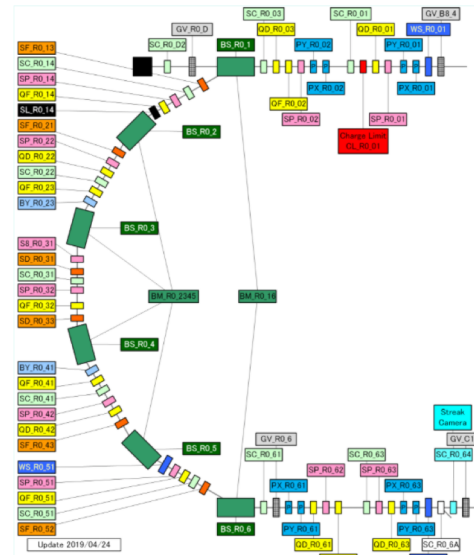 GV_R0_D
SC_R0_03
SC_R0_01
GV_B8_4
SF_R0_13
SC_R0_D2
BS_R0_1
QD_R0_03
PY_R0_02
QD_R0_01
PY_R0_01
WS_R0_01
SC_R0_14
SP_R0_14
QF_R0_14
SL_R0_14
PX_R0_02
PX_R0_01
QF_R0_02
SP_R0_02
SP_R0_01
SF_R0_21
BS_R0_2
Charge Limit
CL_R0_01
SP_R0_22
QD_R0_22
SC_R0_22
QF_R0_23
BY_R0_23
BS_R0_3
S8_R0_31
SD_R0_31
SC_R0_31
SP_R0_32
BM_R0_2345
BM_R0_16
QF_R0_32
SD_R0_33
BS_R0_4
BY_R0_41
QF_R0_41
SC_R0_41
SP_R0_42
QD_R0_42
SF_R0_43
Streak
Camera
BS_R0_5
GV_R0_6
GV_C1
WS_R0_51
SC_R0_61
SC_R0_63
SC_R0_64
SP_R0_51
SP_R0_62
SP_R0_63
QF_R0_51
PX_R0_61
PX_R0_63
SC_R0_51
SF_R0_52
BS_R0_6
PY_R0_61
PY_R0_63
SC_R0_6A
Update 2019/04/24
QD_R0_61
QD_R0_63